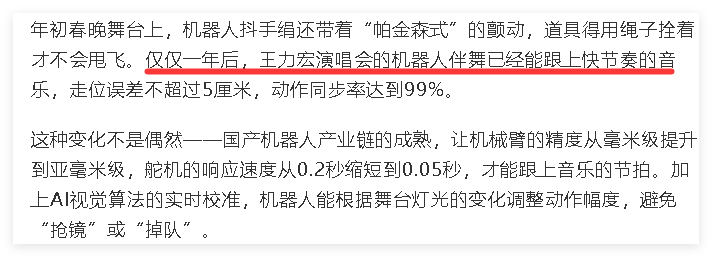 年初春晚舞台上，机器人抖手绢还带着“帕金森式”的颤动，道具得用绳子拴着
才不会甩飞。仅仅一年后，王力宏演唱会的机器人伴舞已经能跟上快节奏的音
乐，走位误差不超过5厘米，动作同步率达到99%。
这种变化不是偶然——国产机器人产业链的成熟，让机械臂的精度从毫米级提升
到亚毫米级，舵机的响应速度从0.2秒缩短到0.05秒，才能跟上音乐的节拍。加
上AI视觉算法的实时校准，机器人能根据舞台灯光的变化调整动作幅度，避免
“抢镜”或“掉队”。